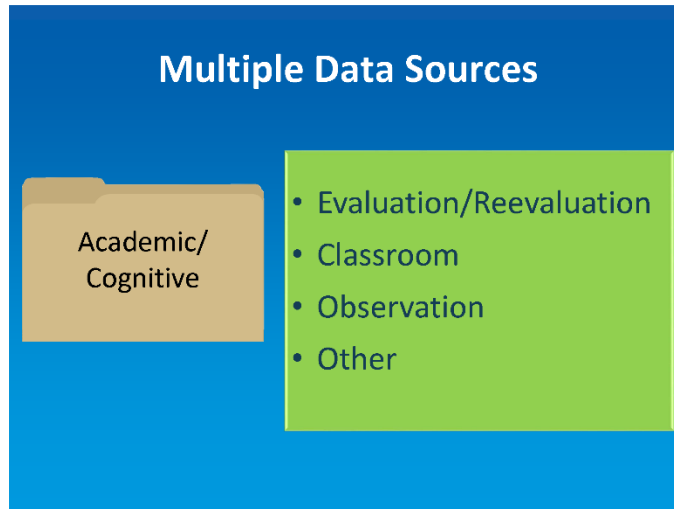 Multiple Data Sources
Academic/
Cognitive
• Evaluation/Reevaluation
• Classroom
• Observation
• Other